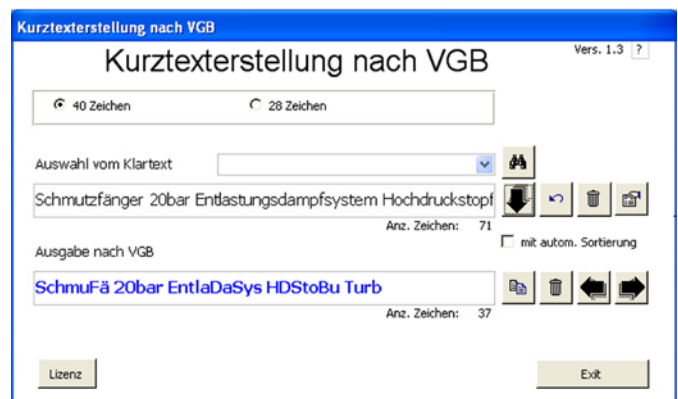 Kurztexterstellung nach VGB
Kurztexterstellung nach VGB
Vers. 1.3 ?
40 Zeichen 28 Zeichen
Auswahl vom Klartext
Schmutzfänger 20bar Entlastungsdampfsystem Hochdruckstopf
Anz. Zeichen: 71
mit autom. Sortierung
Ausgabe nach VGB
SchmuFä 20bar EntlaDaSys HDStoBu Turb
Anz. Zeichen: 37
Lizenz Exit